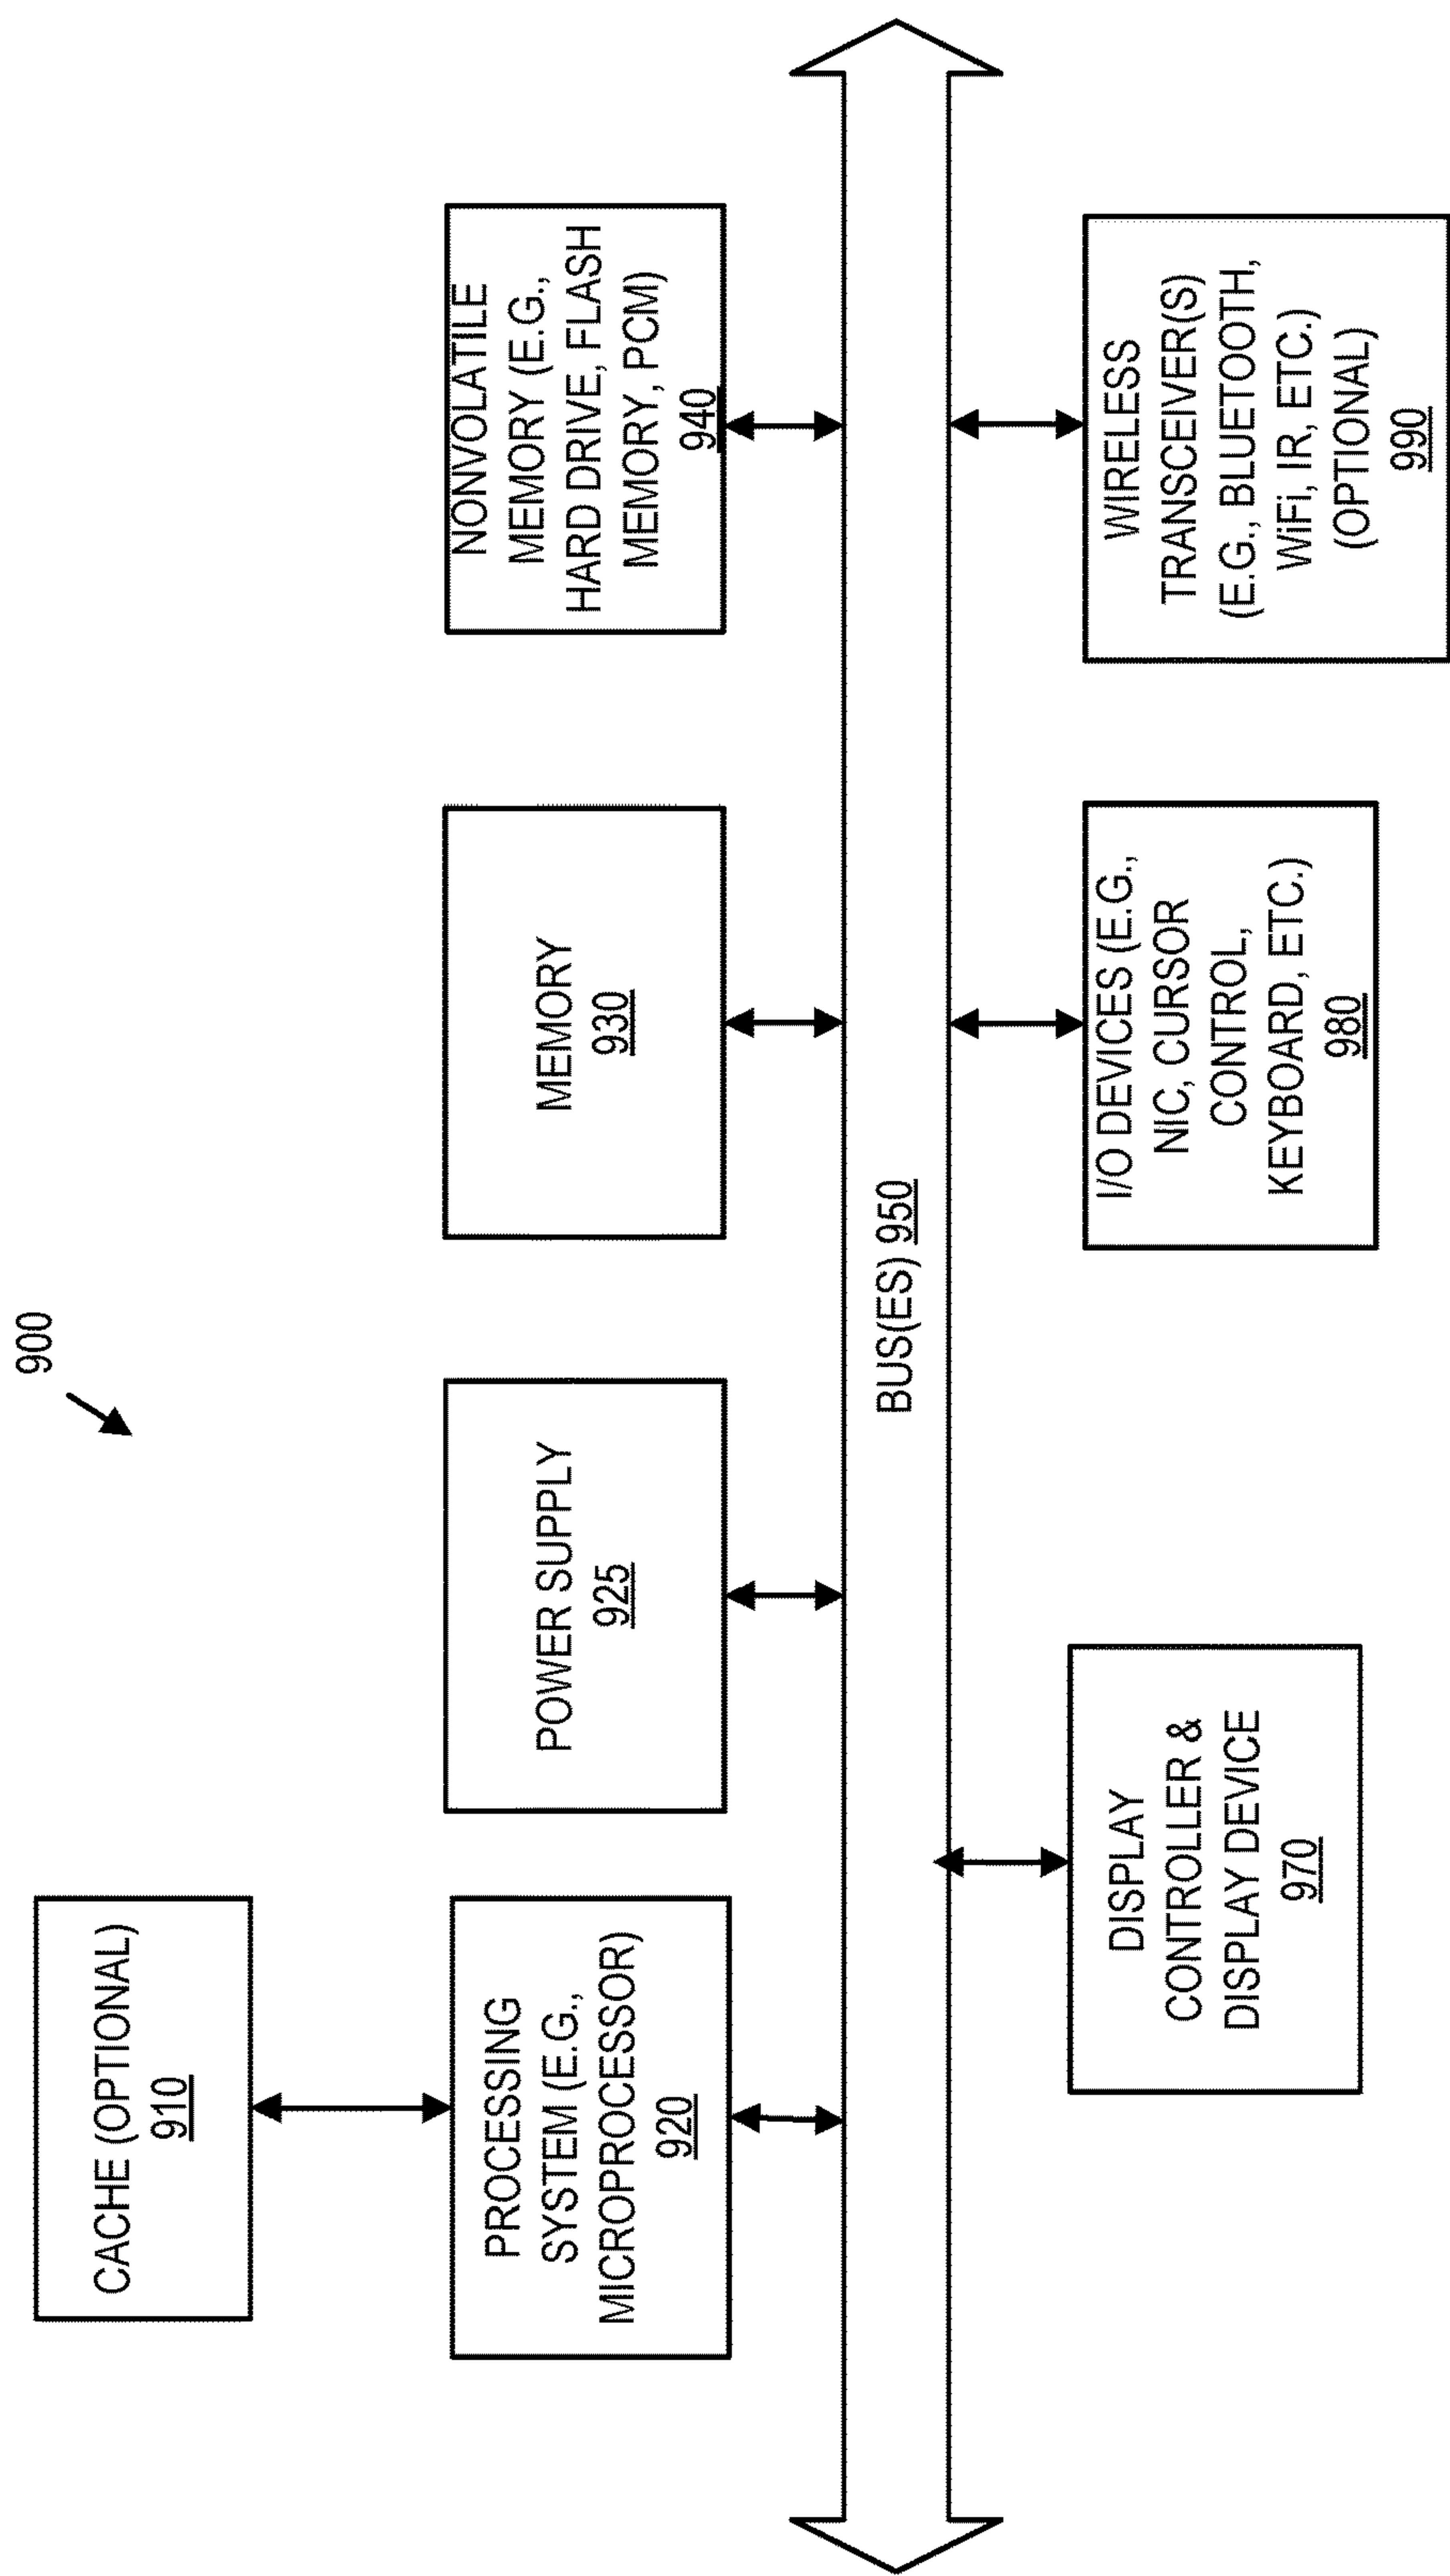 900
CACHE (OPTIONAL)
910
PROCESSING
SYSTEM (E.G.,
MICROPROCESSOR)
920
POWER SUPPLY
925
MEMORY
930
NONVOLATILE
MEMORY (E.G.,
HARD DRIVE, FLASH
MEMORY, PCM)
940
BUS(ES) 950
DISPLAY
CONTROLLER &
DISPLAY DEVICE
970
I/O DEVICES (E.G.,
NIC, CURSOR
CONTROL,
KEYBOARD, ETC.)
980
WIRELESS
TRANSCEIVER(S)
(E.G., BLUETOOTH,
WiFi, IR, ETC.)
(OPTIONAL)
990